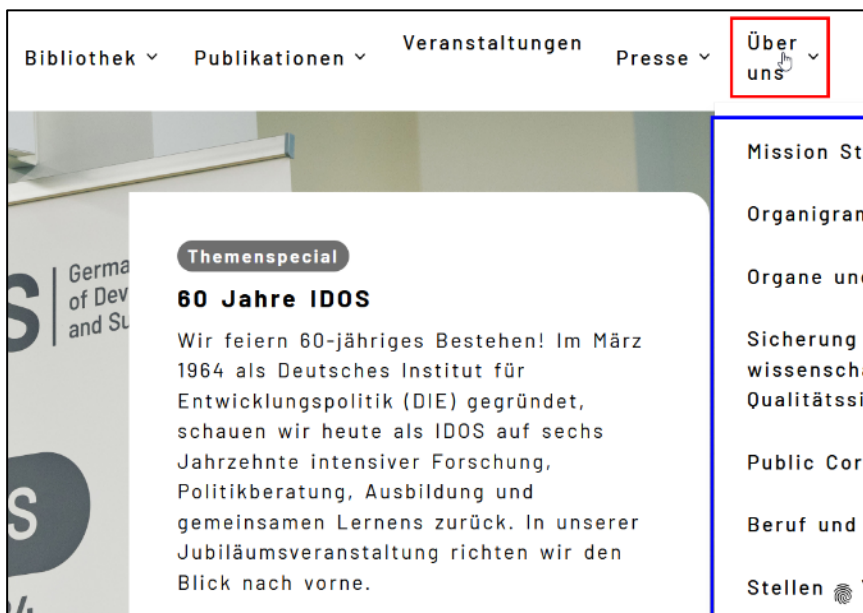 Bibliothek
Publikationen
Veranstaltungen
Presse
Über
uns
Mission St
Organigra
Organe un
Sicherung
wissenscha
Qualitätssi
Public Cor
Beruf und
Stellen
Germa
of Dev
and Su
S
S
Themenspecial
60 Jahre IDOS
Wir feiern 60-jähriges Bestehen! Im März
1964 als Deutsches Institut für
Entwicklungspolitik (DIE) gegründet,
schauen wir heute als IDOS auf sechs
Jahrzehnte intensiver Forschung,
Politikberatung, Ausbildung und
gemeinsamen Lernens zurück. In unserer
Jubiläumsveranstaltung richten wir den
Blick nach vorne.